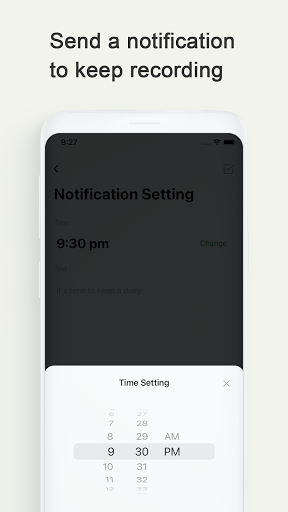 Send a notification
to keep recording
9:27
Notification Setting
Time
9:30 pm
Change
Text
It's time to keep a diary
Time Setting
6 27
7 28
8 29 AM
9 30 PM
10 31
11 32
12 33